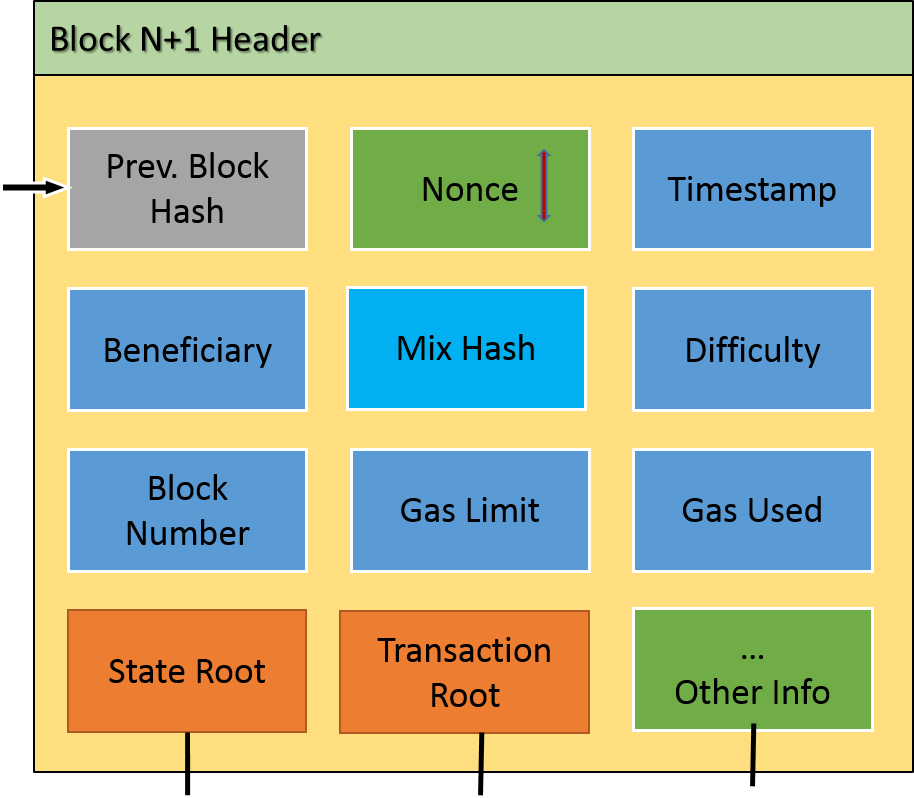 Block N+1 Header
Prev. Block
Hash
Nonce
Timestamp
Beneficiary
Mix Hash
Difficulty
Block
Number
Gas Limit
Gas Used
State Root
Transaction
Root
...
Other Info